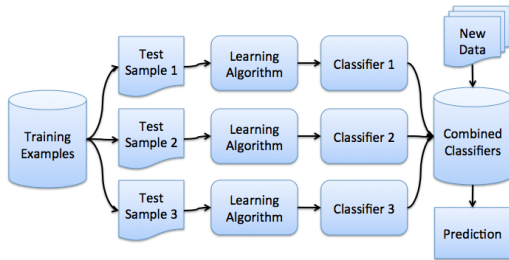 Training
Examples
Test
Sample 1
Learning
Algorithm
Classifier 1
Test
Sample 2
Learning
Algorithm
Classifier 2
Test
Sample 3
Learning
Algorithm
Classifier 3
New
Data
Combined
Classifiers
Prediction